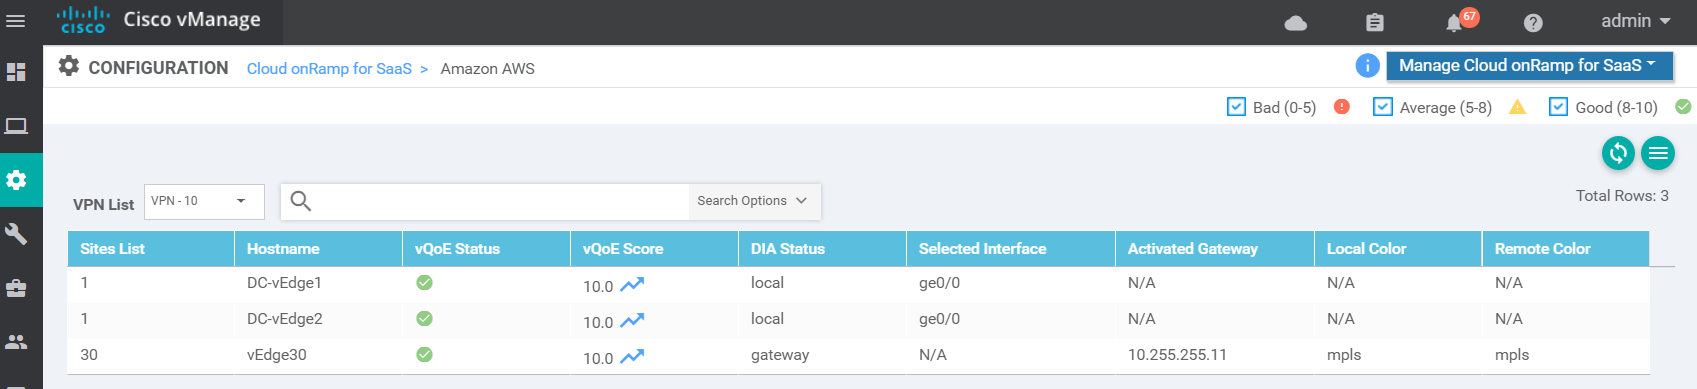 CISCO Cisco vManage 67 admin
CONFIGURATION Cloud onRamp for SaaS > Amazon AWS Manage Cloud onRamp for SaaS
Bad (0-5) Average (5-8) Good (8-10)
VPN List VPN - 10 Search Options Total Rows: 3
Sites List Hostname vQoE Status vQoE Score DIA Status Selected Interface Activated Gateway Local Color Remote Color
1 DC-vEdge1 10.0 local ge0/0 N/A N/A N/A
1 DC-vEdge2 10.0 local ge0/0 N/A N/A N/A
30 vEdge30 10.0 gateway N/A 10.255.255.11 mpls mpls